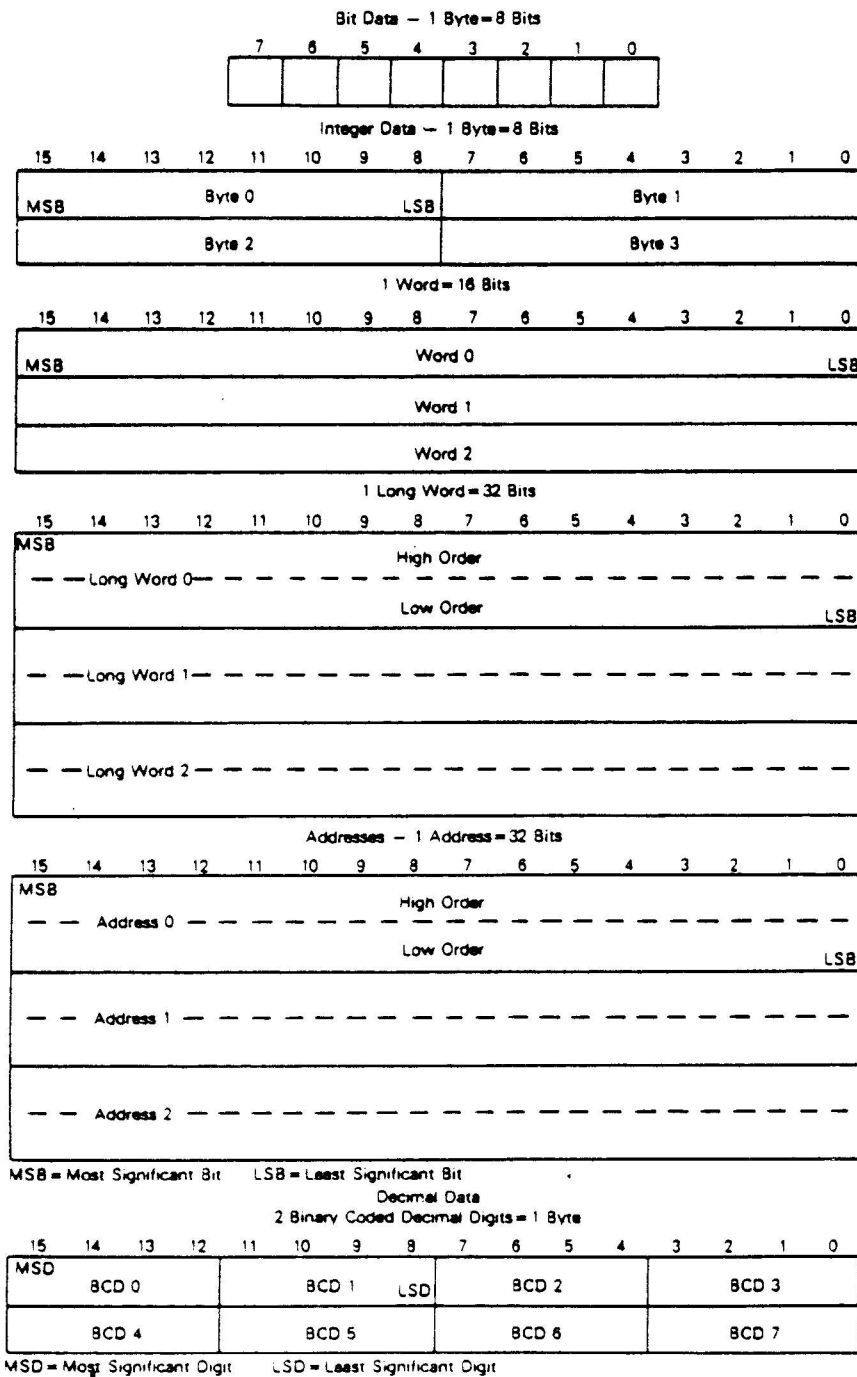 Bit Data – 1 Byte=8 Bits
7 6 5 4 3 2 1 0
Integer Data – 1 Byte=8 Bits
15 14 13 12 11 10 9 8 7 6 5 4 3 2 1 0
MSB Byte 0 LSB Byte 1
Byte 2 Byte 3
1 Word=16 Bits
15 14 13 12 11 10 9 8 7 6 5 4 3 2 1 0
MSB Word 0 LSB
Word 1
Word 2
1 Long Word=32 Bits
15 14 13 12 11 10 9 8 7 6 5 4 3 2 1 0
MSB
High Order
Long Word 0
Low Order
LSB
Long Word 1
Long Word 2
Addresses – 1 Address=32 Bits
15 14 13 12 11 10 9 8 7 6 5 4 3 2 1 0
MSB
High Order
Address 0
Low Order
LSB
Address 1
Address 2
MSB=Most Significant Bit LSB=Least Significant Bit
Decimal Data
2 Binary Coded Decimal Digits=1 Byte
15 14 13 12 11 10 9 8 7 6 5 4 3 2 1 0
MSD BCD 0 BCD 1 LSD BCD 2 BCD 3
BCD 4 BCD 5 BCD 6 BCD 7
MSD=Most Significant Digit LSD=Least Significant Digit